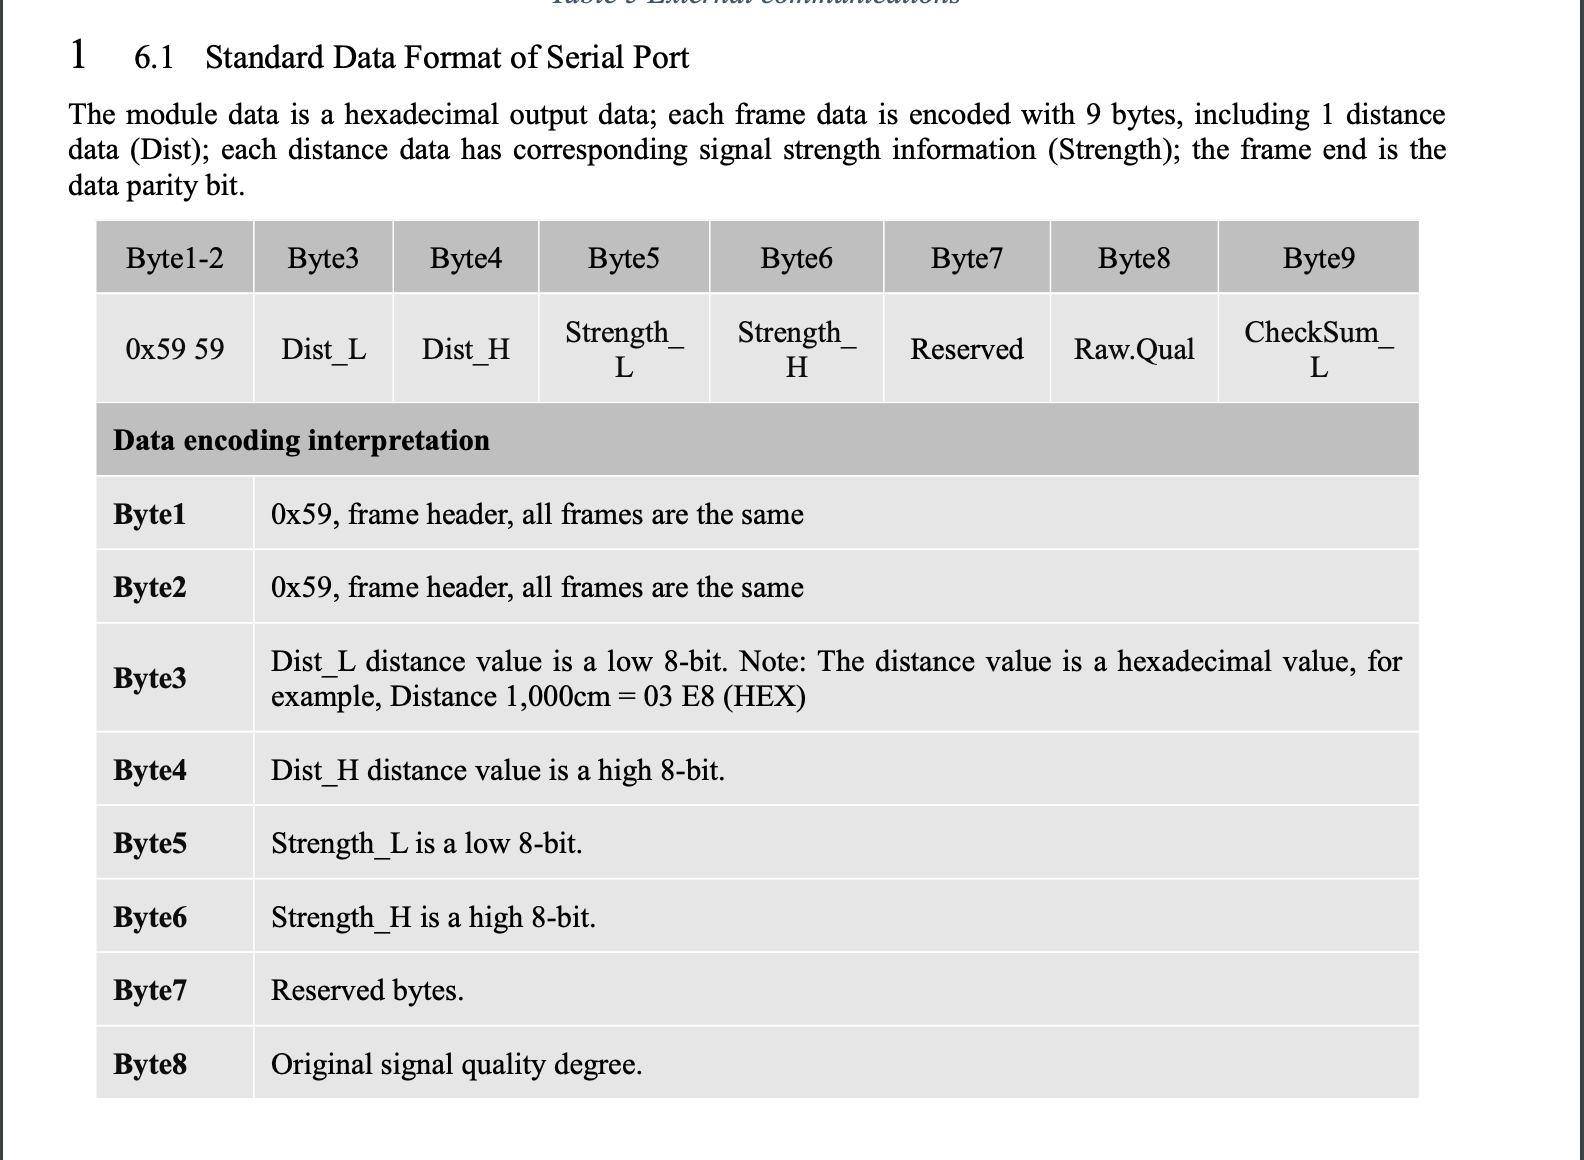 1 6.1 Standard Data Format of Serial Port
The module data is a hexadecimal output data; each frame data is encoded with 9 bytes, including 1 distance
data (Dist); each distance data has corresponding signal strength information (Strength); the frame end is the
data parity bit.
Byte1-2 Byte3 Byte4 Byte5 Byte6 Byte7 Byte8 Byte9
0x59 59 Dist_L Dist_H Strength_ L Strength_ H Reserved Raw.Qual CheckSum_ L
Data encoding interpretation
Byte1 0x59, frame header, all frames are the same
Byte2 0x59, frame header, all frames are the same
Byte3 Dist_L distance value is a low 8-bit. Note: The distance value is a hexadecimal value, for
example, Distance 1,000cm = 03 E8 (HEX)
Byte4 Dist_H distance value is a high 8-bit.
Byte5 Strength_L is a low 8-bit.
Byte6 Strength_H is a high 8-bit.
Byte7 Reserved bytes.
Byte8 Original signal quality degree.